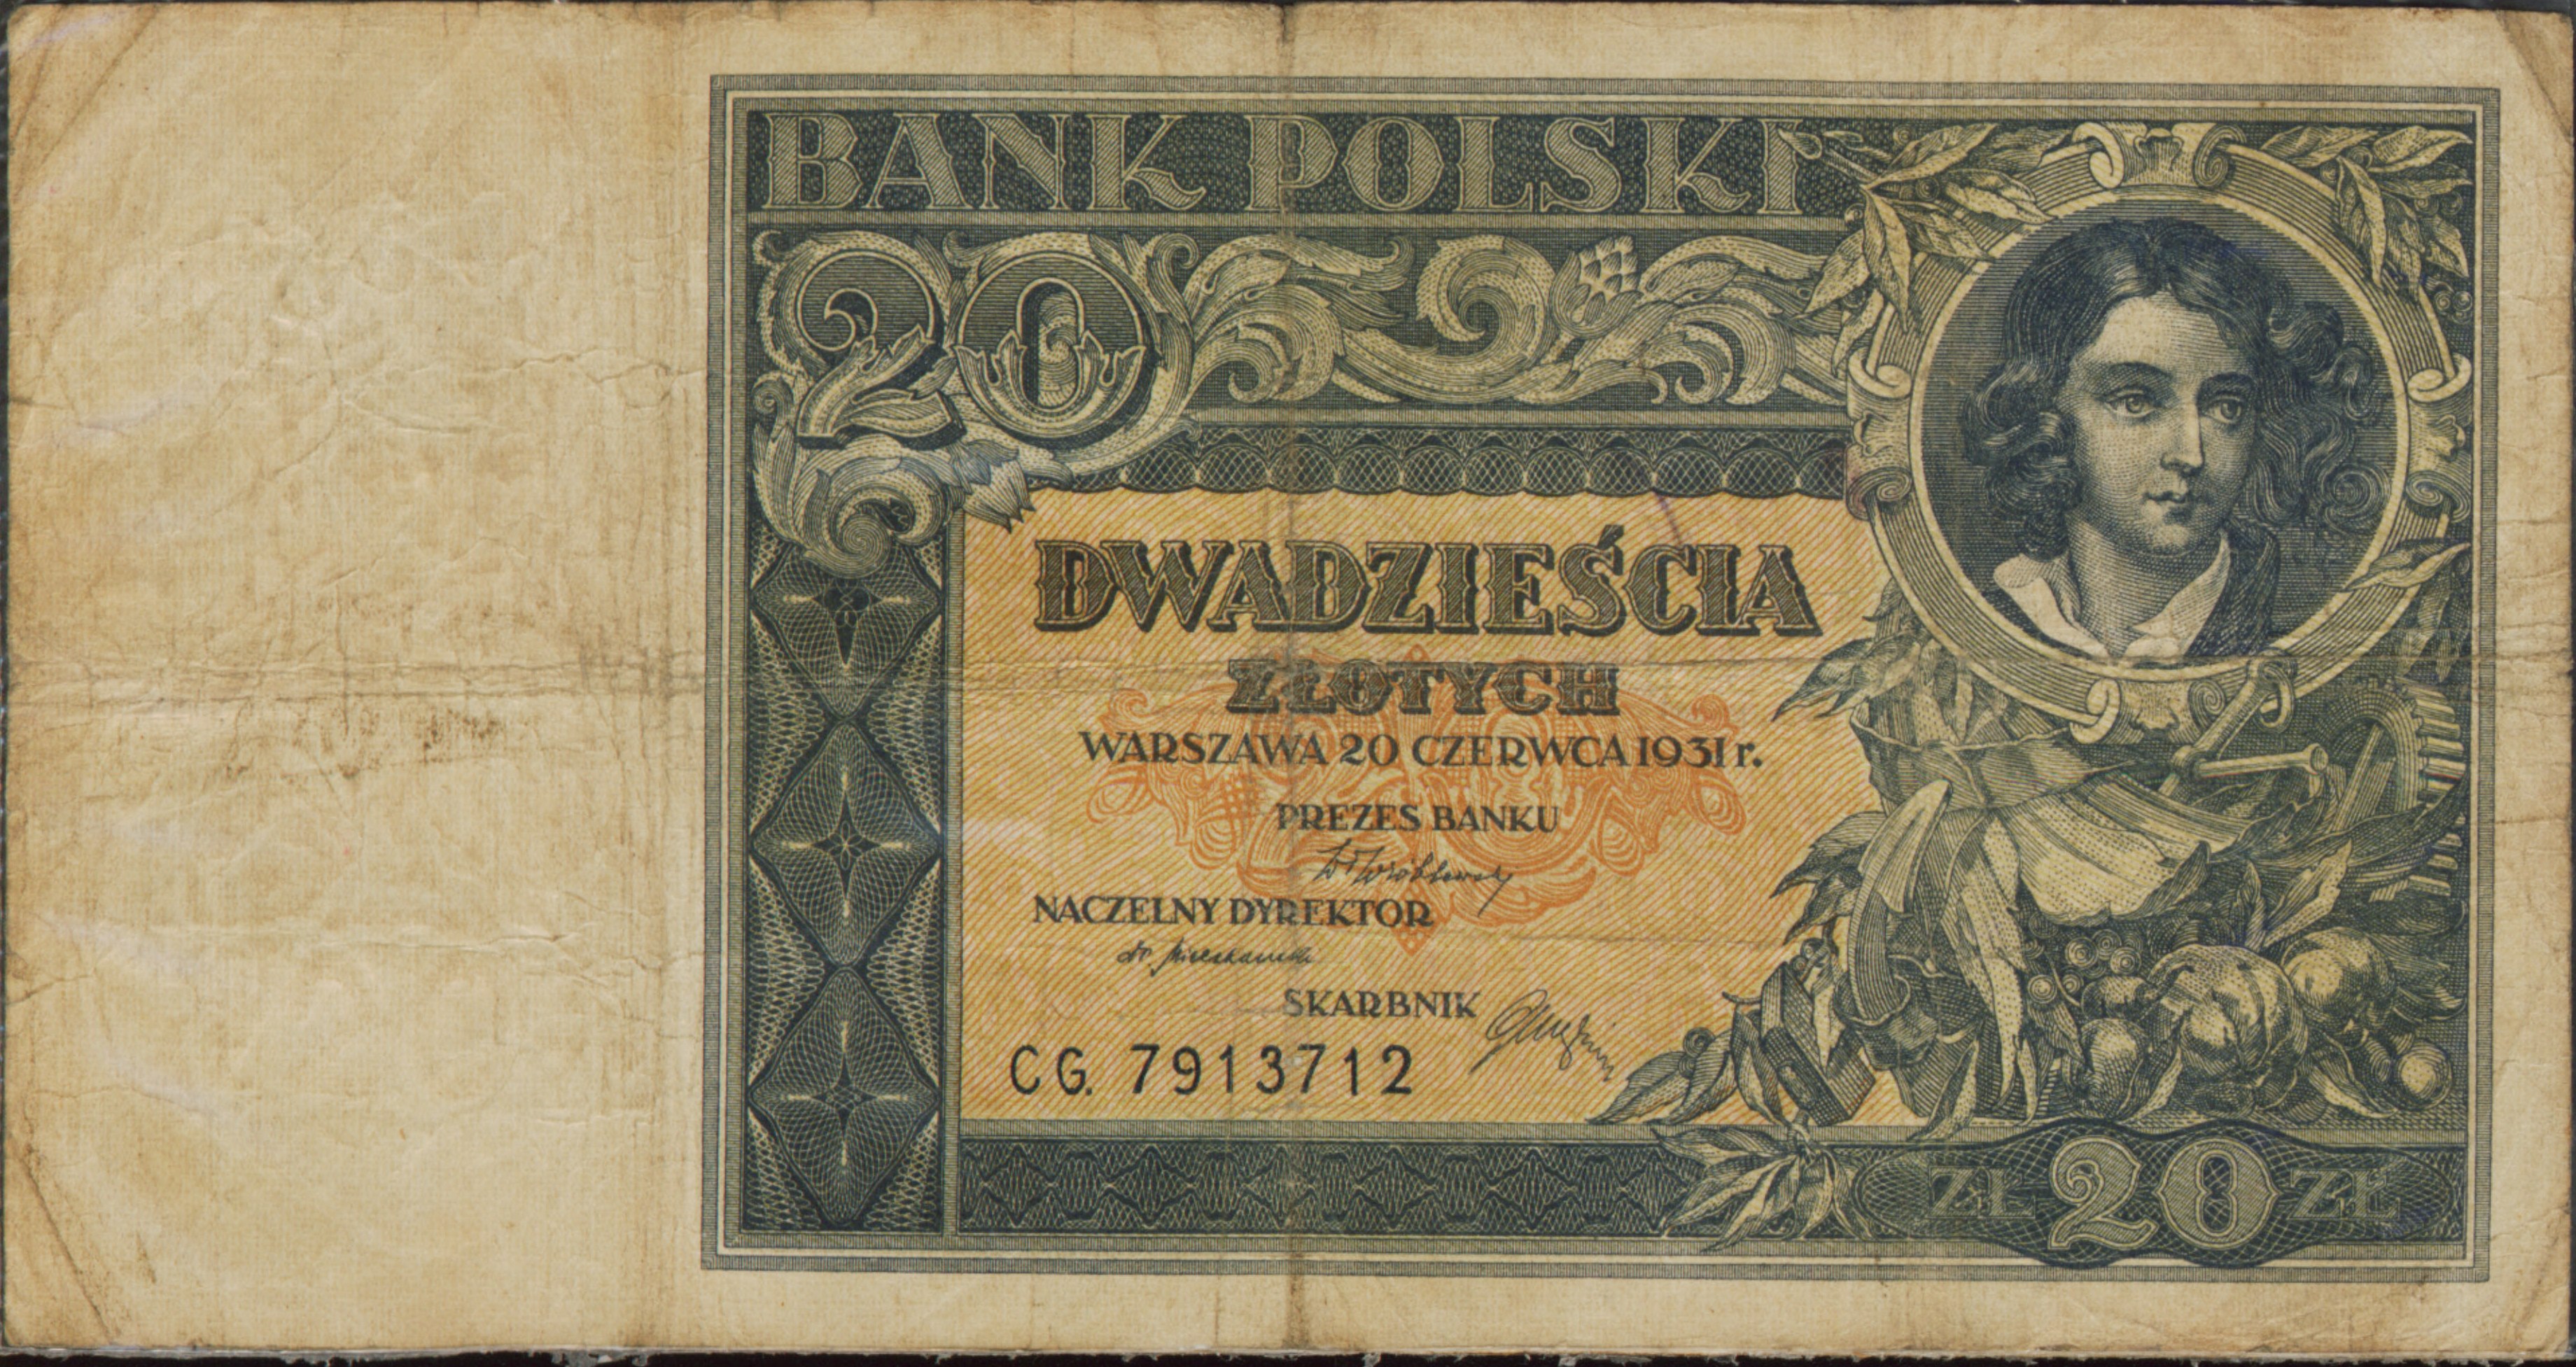 BANK POLSKI
20
DWADZIEŚCIA
ZŁOTYCH
WARSZAWA 20 CZERWCA 1931 r.
PREZES BANKU
NACZELNY DYREKTOR
SKARBNIK
CG. 7913712
ZŁ 20 ZŁ